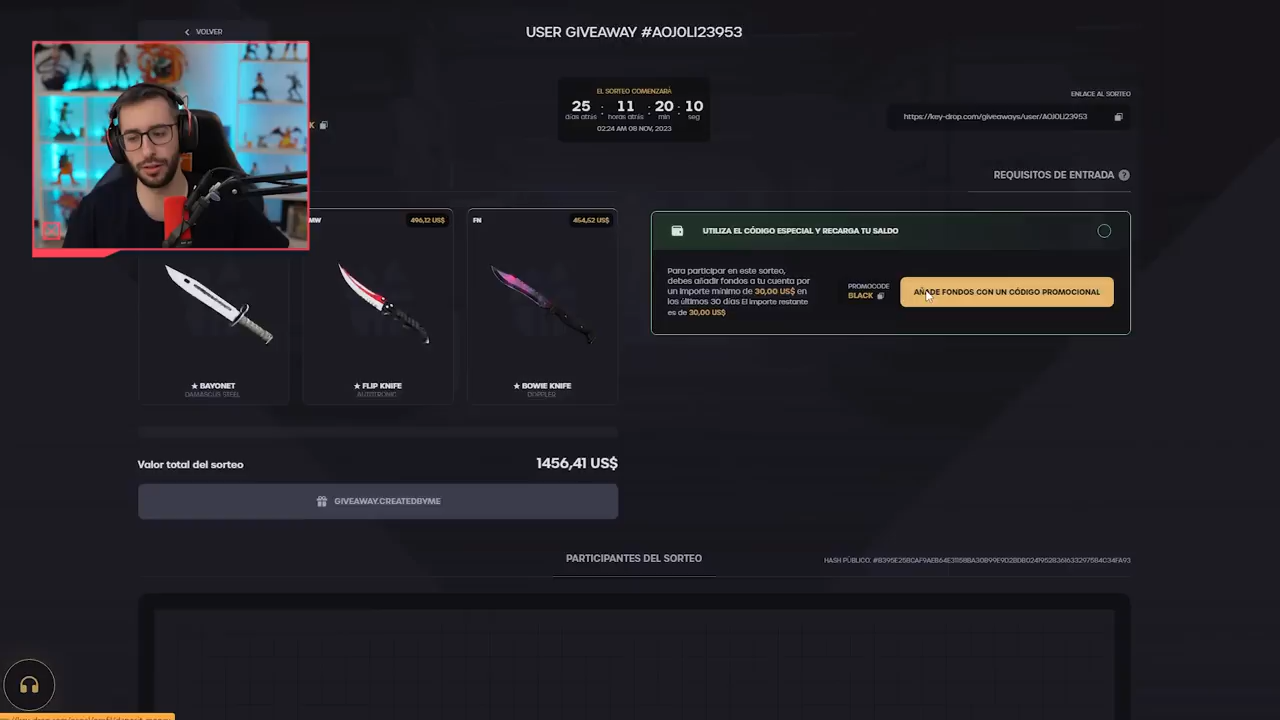 VOLVER
USER GIVEAWAY #AOJ0LI23953
EL SORTEO COMENZARÁ
25 : 11 : 20 : 10
días atrás horas atrás min seg
02:24 AM 08 NOV, 2023
ENLACE AL SORTEO
https://key-drop.com/giveaways/user/AOJ0LI23953
K
REQUISITOS DE ENTRADA ?
MW 496,12 US$
FN 454,52 US$
★ BAYONET
DAMASCUS STEEL
★ FLIP KNIFE
AUTOTRONIC
★ BOWIE KNIFE
DOPPLER
UTILIZA EL CÓDIGO ESPECIAL Y RECARGA TU SALDO
Para participar en este sorteo,
debes añadir fondos a tu cuenta por
un importe mínimo de 30,00 US$ en
los últimos 30 días El importe restante
es de 30,00 US$
PROMOCODE
BLACK
AÑADE FONDOS CON UN CÓDIGO PROMOCIONAL
Valor total del sorteo 1456,41 US$
GIVEAWAY.CREATEDBYME
PARTICIPANTES DEL SORTEO
HASH PÚBLICO: